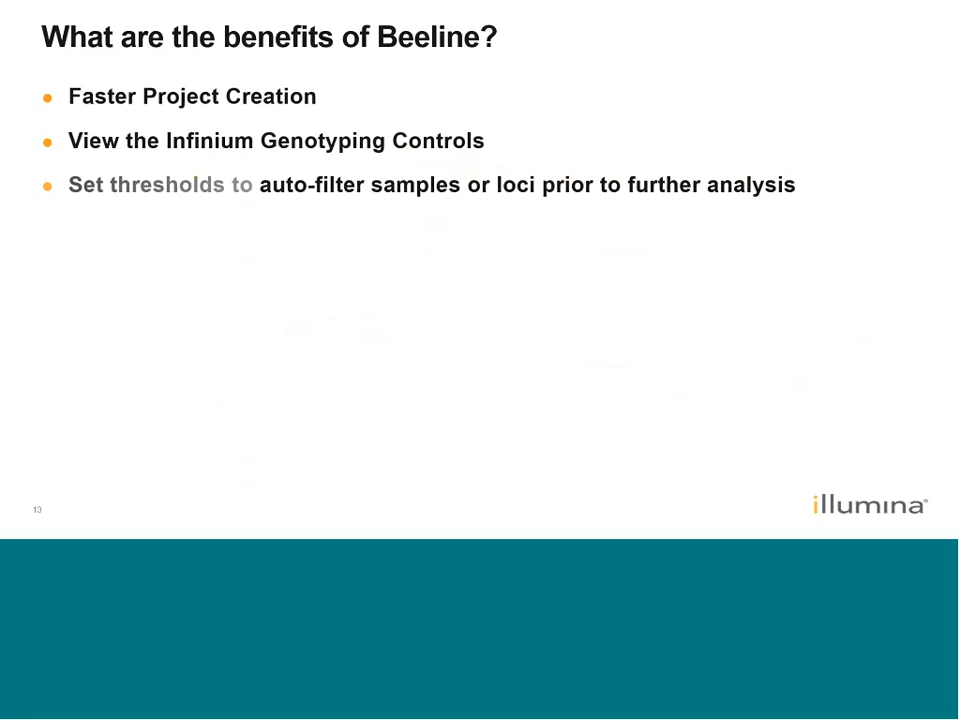 What are the benefits of Beeline?
Faster Project Creation
View the Infinium Genotyping Controls
Set thresholds to auto-filter samples or loci prior to further analysis
13
illumina®